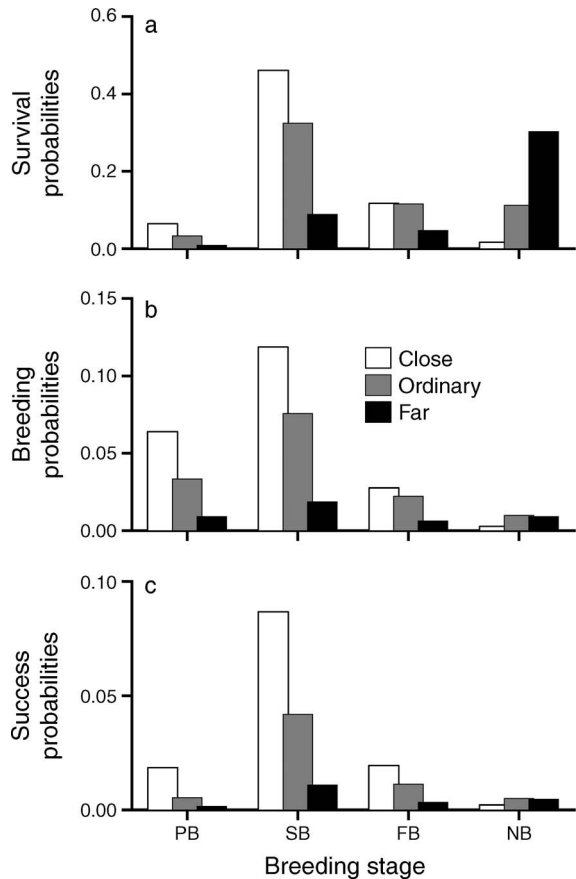 0.6
a
0.4
0.2
0.0
Survival
probabilities
0.15
b
0.10
0.05
0.00
Breeding
probabilities
Close
Ordinary
Far
0.10
c
0.05
0.00
Success
probabilities
PB SB FB NB
Breeding stage